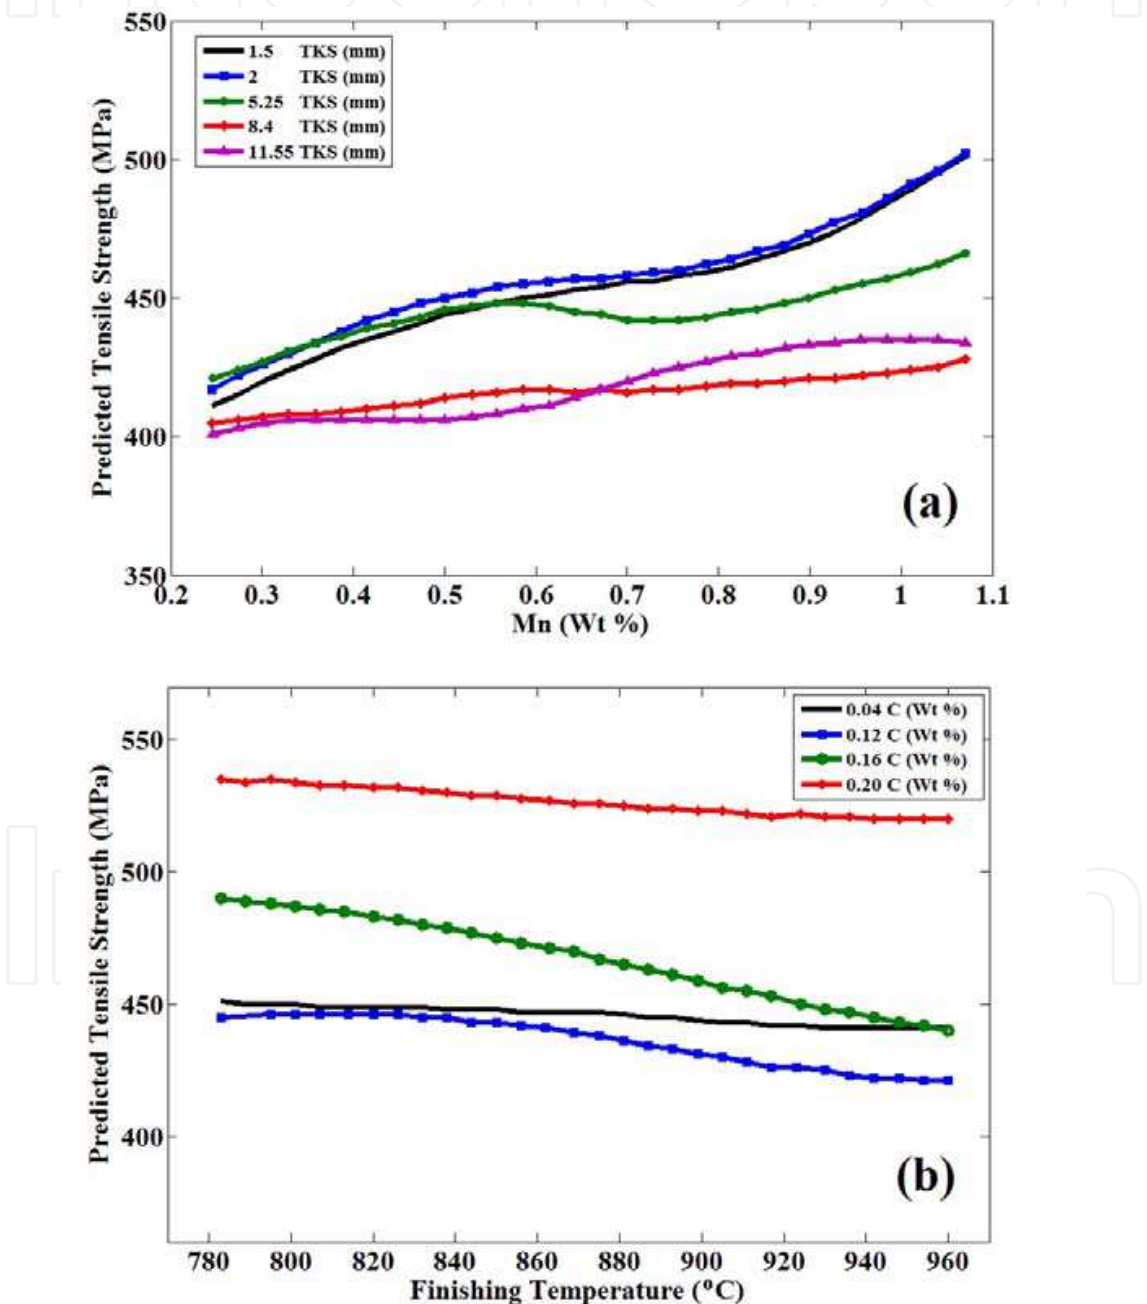 550
500
450
400
350
Predicted Tensile Strength (MPa)
1.5 TKS (mm)
2 TKS (mm)
5.25 TKS (mm)
8.4 TKS (mm)
11.55 TKS (mm)
(a)
0.2 0.3 0.4 0.5 0.6 0.7 0.8 0.9 1 1.1
Mn (Wt %)
550
500
450
400
Predicted Tensile Strength (MPa)
0.04 C (Wt %)
0.12 C (Wt %)
0.16 C (Wt %)
0.20 C (Wt %)
(b)
780 800 820 840 860 880 900 920 940 960
Finishing Temperature (°C)